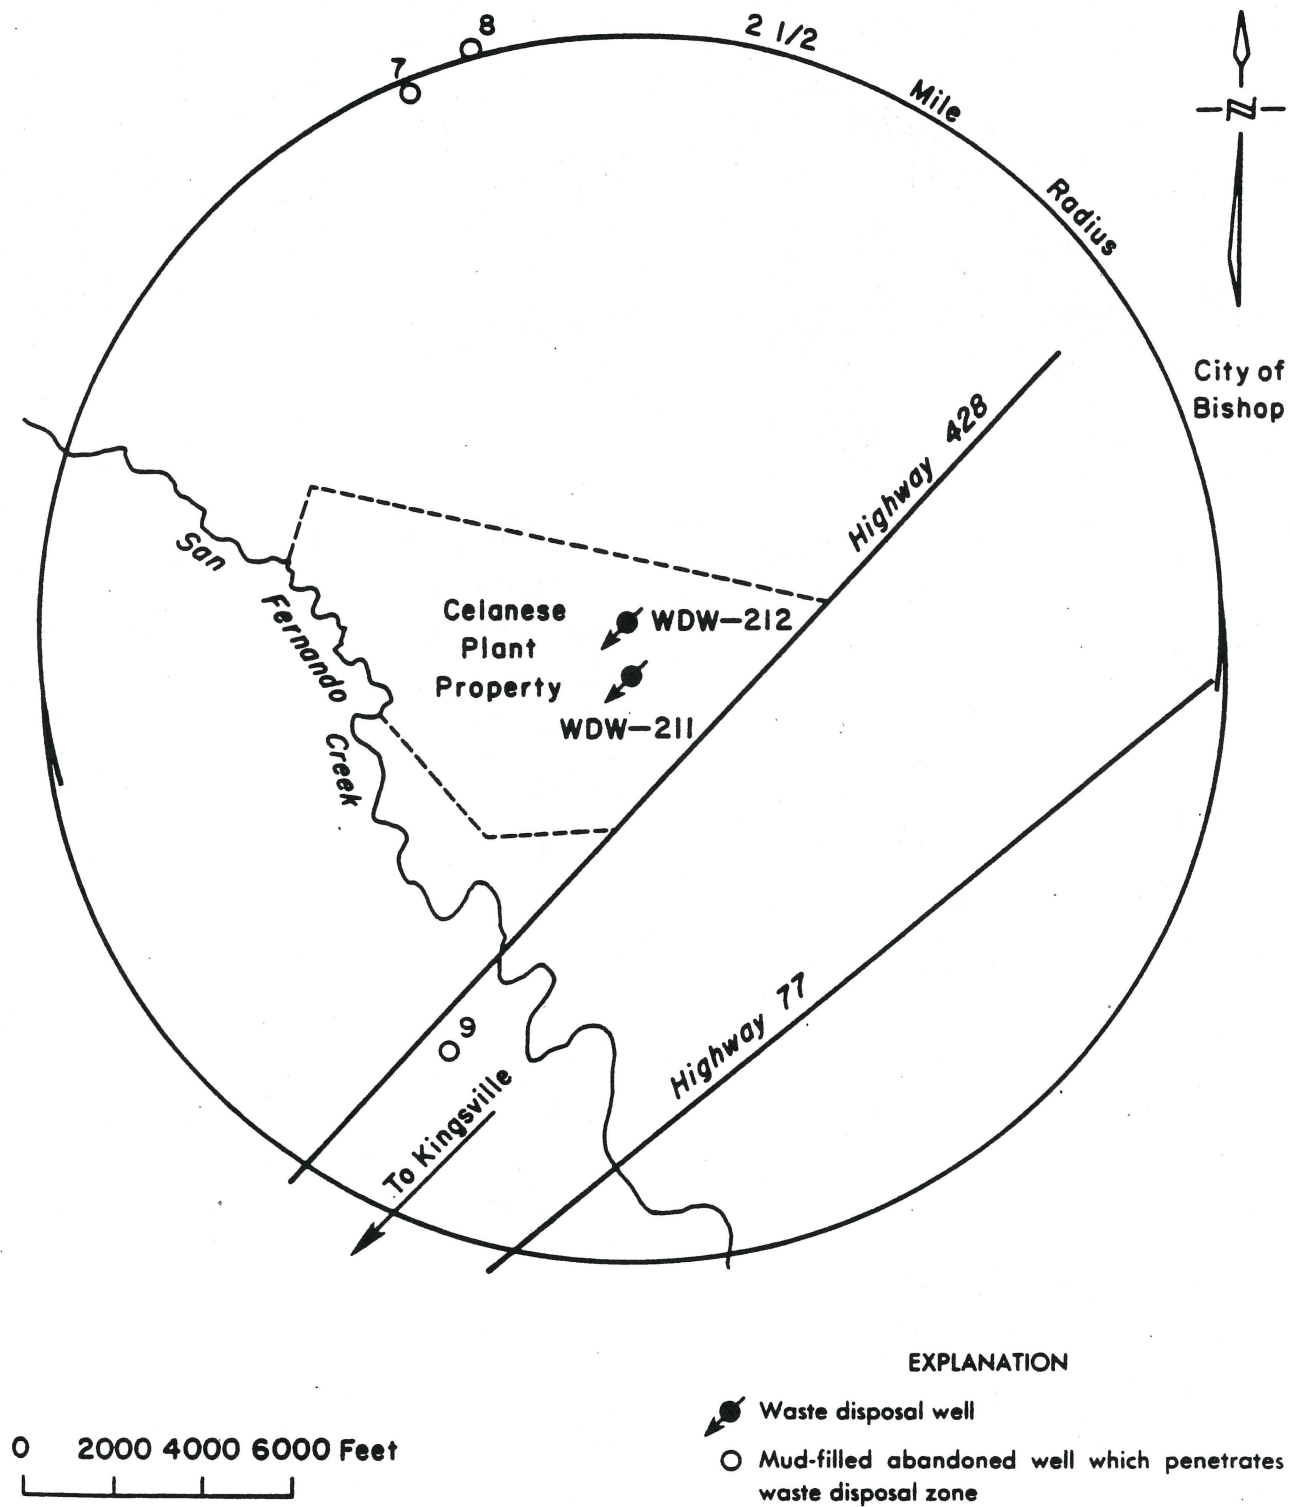 8
2 1/2
7
Mile
N
Radius
City of
Bishop
Highway 428
San
Fernando
Creek
Celanese
Plant
Property
WDW–212
WDW–211
9
Highway 77
To Kingsville
EXPLANATION
Waste disposal well
Mud-filled abandoned well which penetrates
waste disposal zone
0 2000 4000 6000 Feet